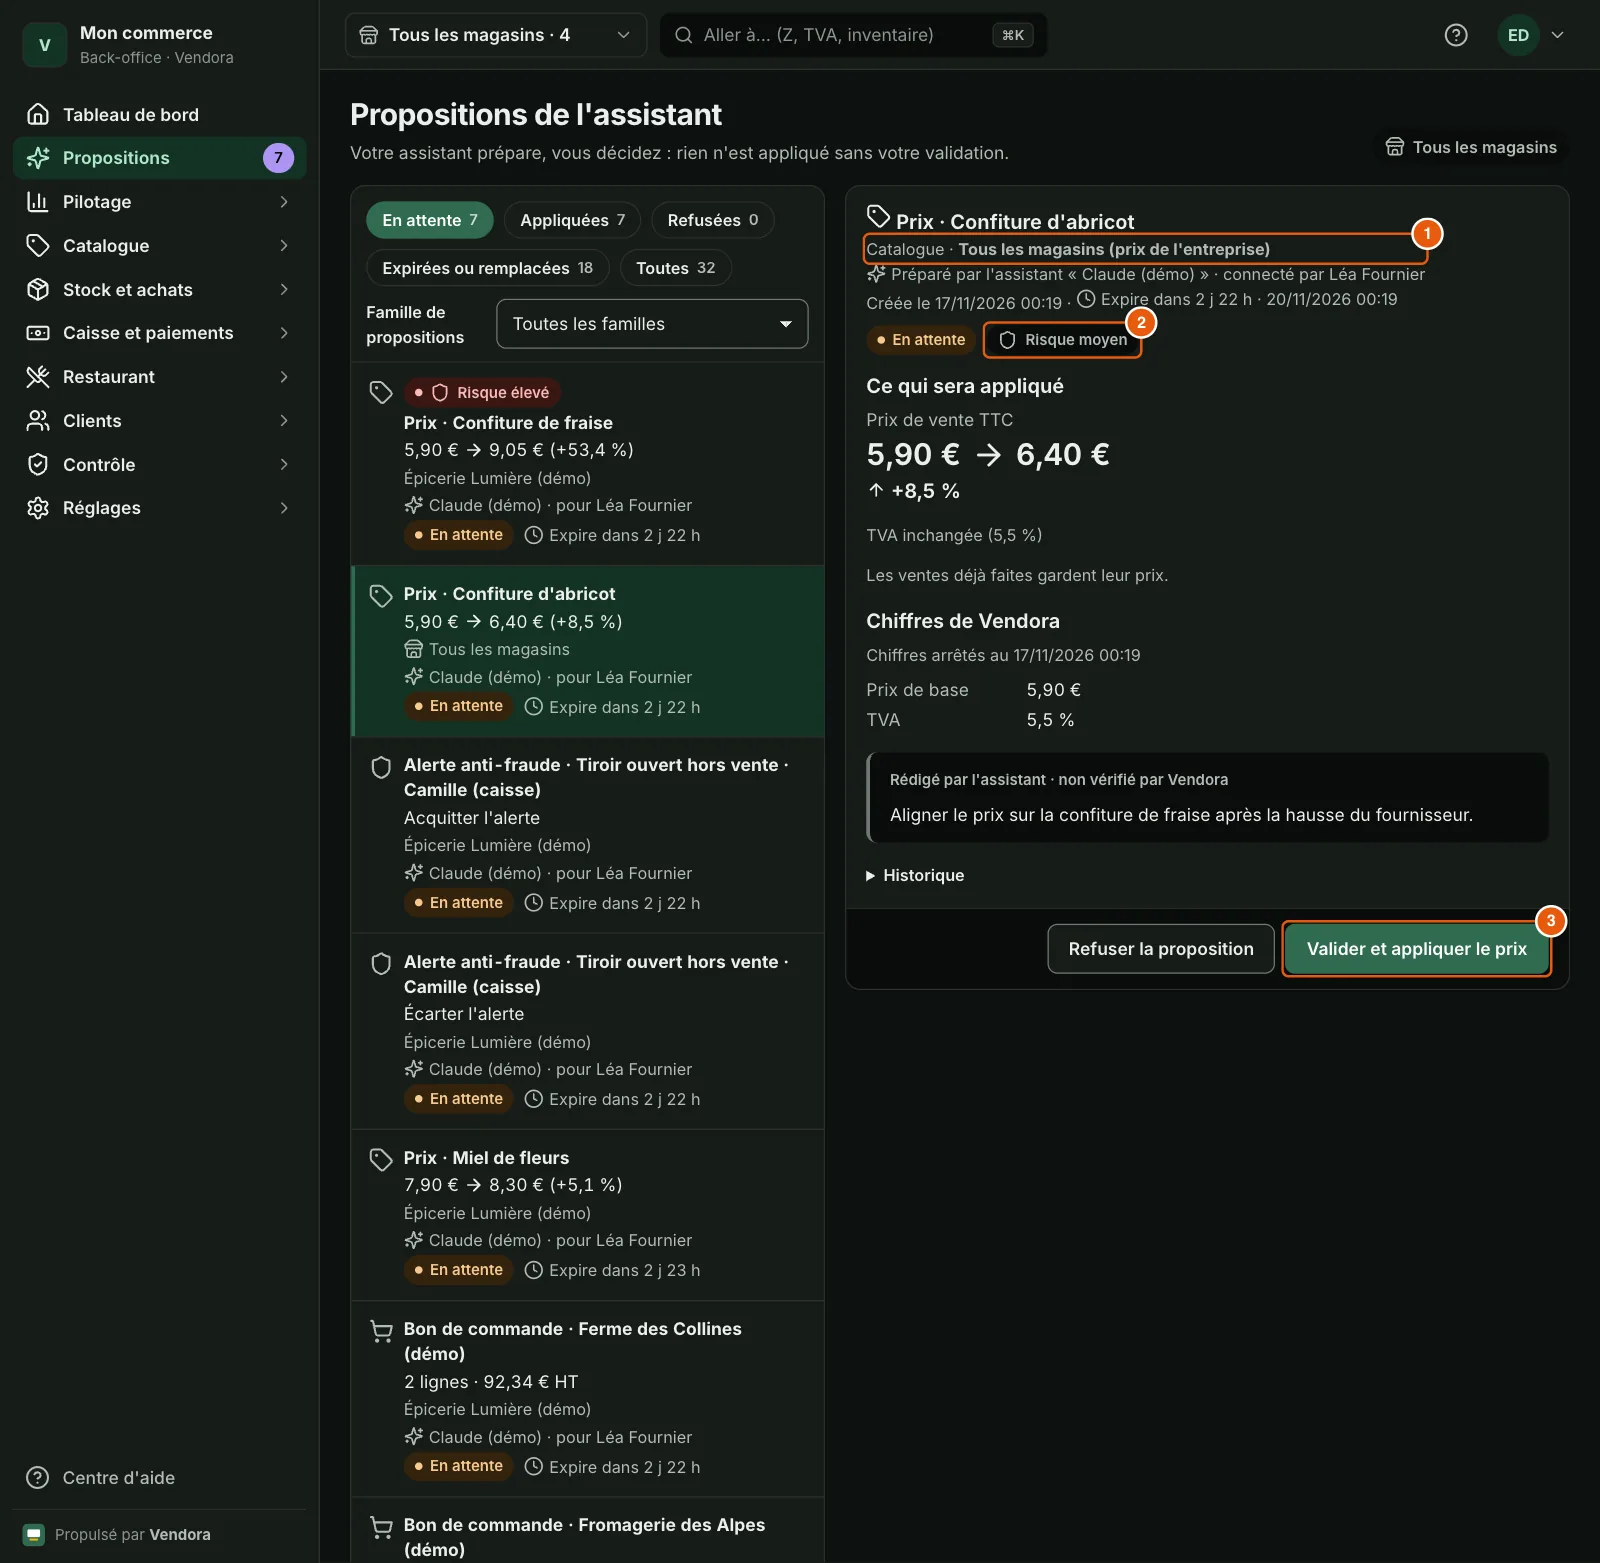 V
Mon commerce
Back-office · Vendora
Tableau de bord
Propositions 7
Pilotage
Catalogue
Stock et achats
Caisse et paiements
Restaurant
Clients
Contrôle
Réglages
Centre d'aide
Propulsé par Vendora
Tous les magasins · 4
Aller à... (Z, TVA, inventaire) ⌘K
ED
Propositions de l'assistant
Votre assistant prépare, vous décidez : rien n'est appliqué sans votre validation.
Tous les magasins
En attente 7
Appliquées 7
Refusées 0
Expirées ou remplacées 18
Toutes 32
Famille de
propositions
Toutes les familles
Risque élevé
Prix · Confiture de fraise
5,90 € → 9,05 € (+53,4 %)
Épicerie Lumière (démo)
Claude (démo) · pour Léa Fournier
En attente Expire dans 2 j 22 h
Prix · Confiture d'abricot
5,90 € → 6,40 € (+8,5 %)
Tous les magasins
Claude (démo) · pour Léa Fournier
En attente Expire dans 2 j 22 h
Alerte anti-fraude · Tiroir ouvert hors vente ·
Camille (caisse)
Acquitter l'alerte
Épicerie Lumière (démo)
Claude (démo) · pour Léa Fournier
En attente Expire dans 2 j 22 h
Alerte anti-fraude · Tiroir ouvert hors vente ·
Camille (caisse)
Écarter l'alerte
Épicerie Lumière (démo)
Claude (démo) · pour Léa Fournier
En attente Expire dans 2 j 22 h
Prix · Miel de fleurs
7,90 € → 8,30 € (+5,1 %)
Épicerie Lumière (démo)
Claude (démo) · pour Léa Fournier
En attente Expire dans 2 j 23 h
Bon de commande · Ferme des Collines
(démo)
2 lignes · 92,34 € HT
Épicerie Lumière (démo)
Claude (démo) · pour Léa Fournier
En attente Expire dans 2 j 22 h
Bon de commande · Fromagerie des Alpes
(démo)
Prix · Confiture d'abricot
1
Catalogue · Tous les magasins (prix de l'entreprise)
Préparé par l'assistant « Claude (démo) » · connecté par Léa Fournier
Créée le 17/11/2026 00:19 · Expire dans 2 j 22 h · 20/11/2026 00:19
2
En attente Risque moyen
Ce qui sera appliqué
Prix de vente TTC
5,90 € → 6,40 €
↑ +8,5 %
TVA inchangée (5,5 %)
Les ventes déjà faites gardent leur prix.
Chiffres de Vendora
Chiffres arrêtés au 17/11/2026 00:19
Prix de base 5,90 €
TVA 5,5 %
Rédigé par l'assistant · non vérifié par Vendora
Aligner le prix sur la confiture de fraise après la hausse du fournisseur.
Historique
3
Refuser la proposition
Valider et appliquer le prix